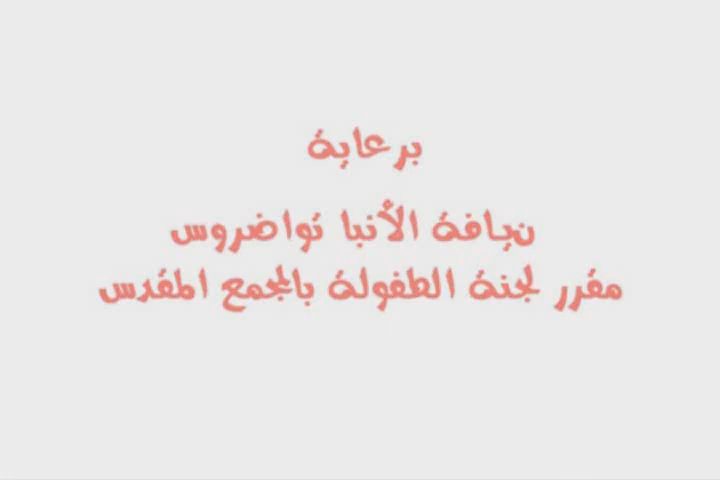 برعاية
نيافة الأنبا تواضروس
مقرر لجنة الطفولة بالمجمع المقدس